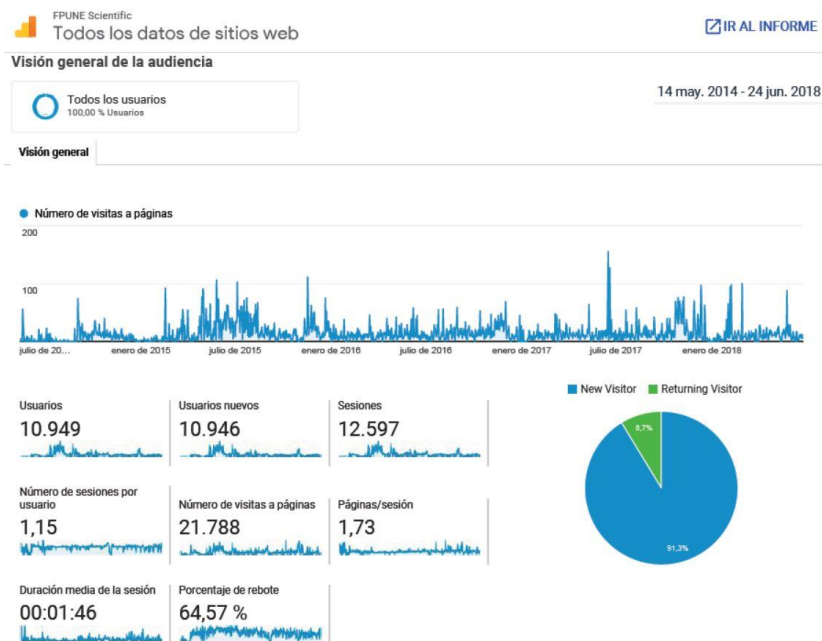 FPUNE Scientific
Todos los datos de sitios web
IR AL INFORME
Visión general de la audiencia
Todos los usuarios
100,00 % Usuarios
14 may. 2014 - 24 jun. 2018
Visión general
Número de visitas a páginas
200
100
julio de 20...
enero de 2015
julio de 2015
enero de 2016
julio de 2016
enero de 2017
julio de 2017
enero de 2018
New Visitor
Returning Visitor
Usuarios
10.949
Usuarios nuevos
10.946
Sesiones
12.597
Número de sesiones por
usuario
1,15
Número de visitas a páginas
21.788
Páginas/sesión
1,73
Duración media de la sesión
00:01:46
Porcentaje de rebote
64,57 %
8,7%
91,3%